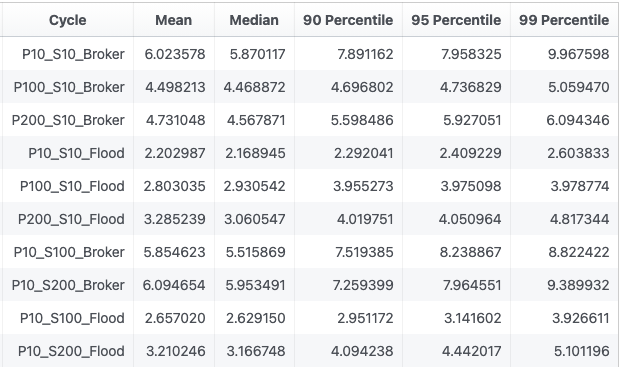 Cycle Mean Median 90 Percentile 95 Percentile 99 Percentile
P10_S10_Broker 6.023578 5.870117 7.891162 7.958325 9.967598
P100_S10_Broker 4.498213 4.468872 4.696802 4.736829 5.059470
P200_S10_Broker 4.731048 4.567871 5.598486 5.927051 6.094346
P10_S10_Flood 2.202987 2.168945 2.292041 2.409229 2.603833
P100_S10_Flood 2.803035 2.930542 3.955273 3.975098 3.978774
P200_S10_Flood 3.285239 3.060547 4.019751 4.050964 4.817344
P10_S100_Broker 5.854623 5.515869 7.519385 8.238867 8.822422
P10_S200_Broker 6.094654 5.953491 7.259399 7.964551 9.389932
P10_S100_Flood 2.657020 2.629150 2.951172 3.141602 3.926611
P10_S200_Flood 3.210246 3.166748 4.094238 4.442017 5.101196